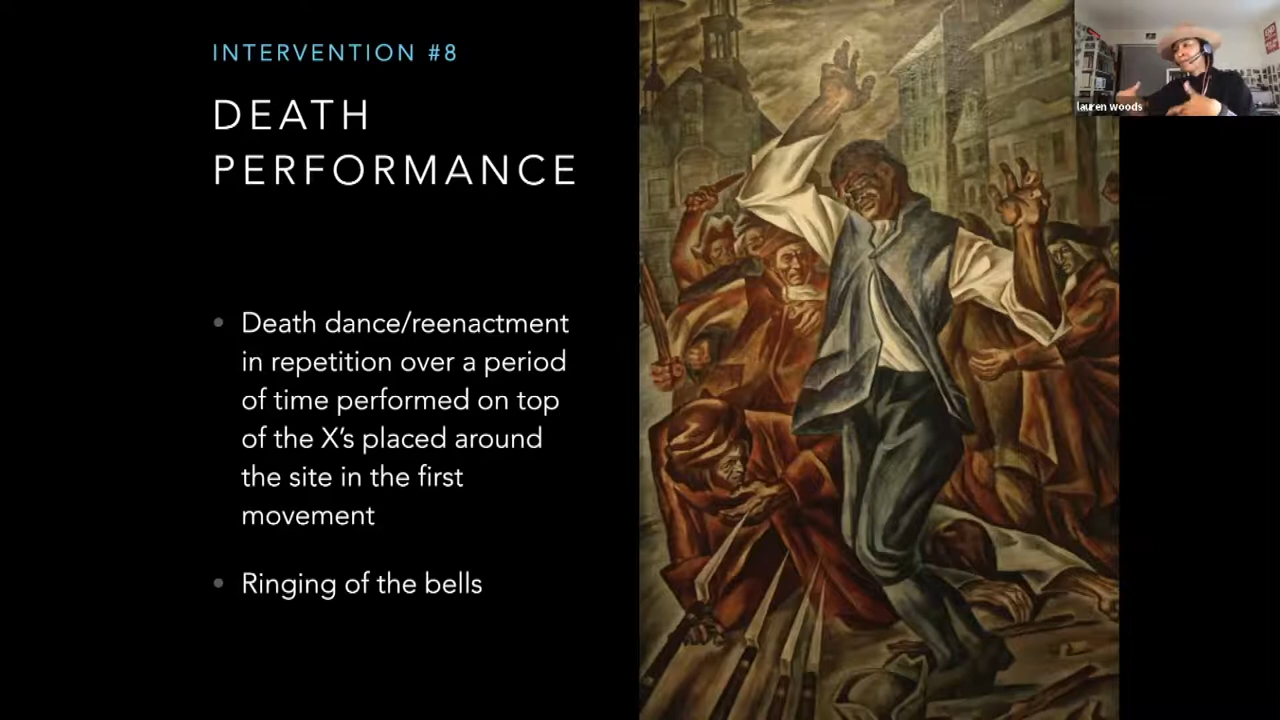 INTERVENTION #8
DEATH
PERFORMANCE
• Death dance/reenactment
in repetition over a period
of time performed on top
of the X's placed around
the site in the first
movement
• Ringing of the bells
lauren woods